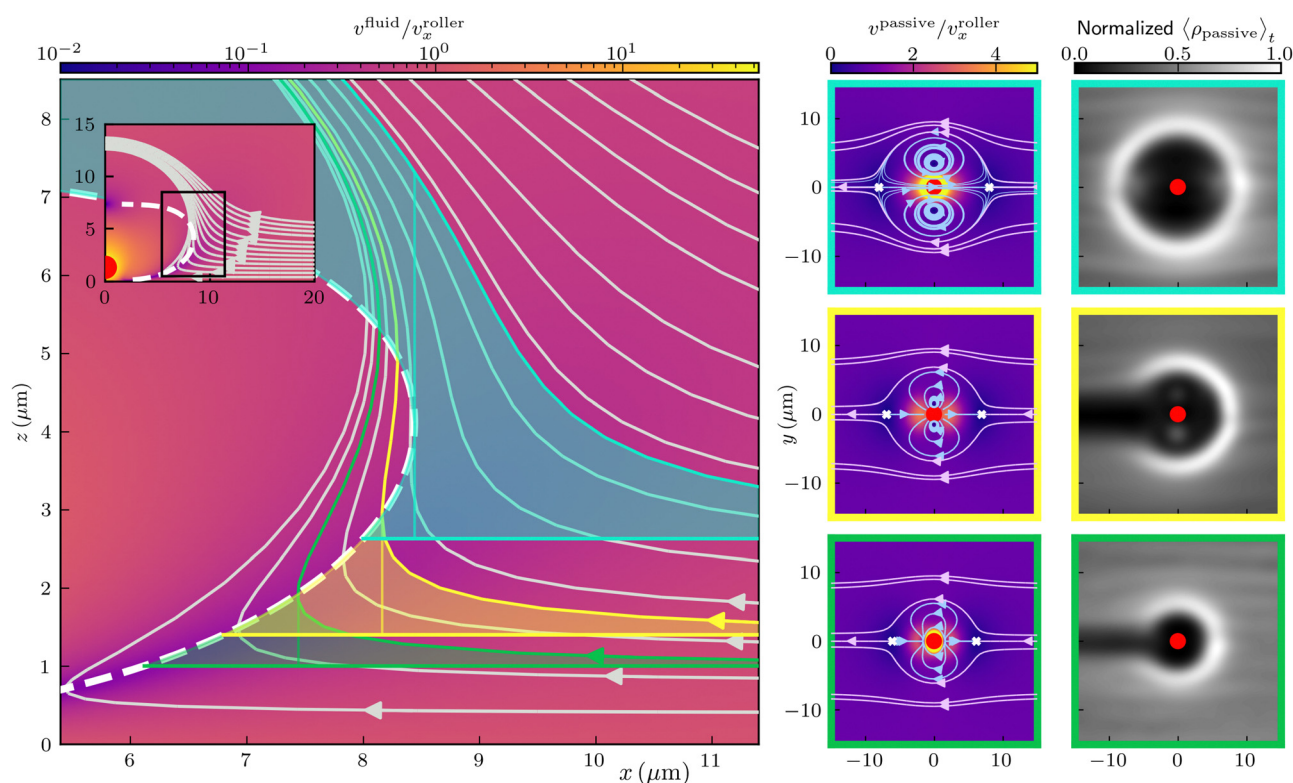 v^fluid/v_x^roller
10^-2 10^-1 10^0 10^1
v^passive/v_x^roller
0 2 4
Normalized ⟨ρ_passive⟩_t
0.0 0.5 1.0
z (μm)
8
7
6
5
4
3
2
1
0
15
10
5
0
0 10 20
6 7 8 9 10 11
x (μm)
y (μm)
10
0
−10
10
0
−10
10
0
−10
−10 0 10
−10 0 10